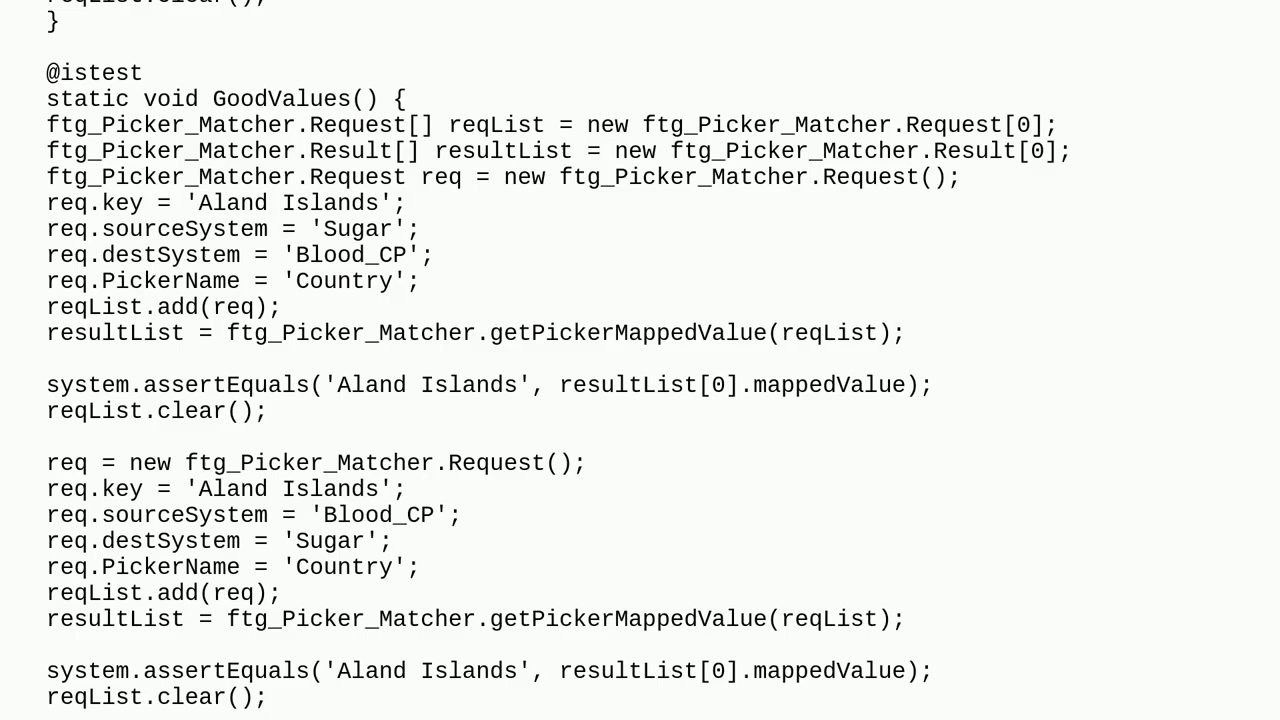 reqList.clear();
}
@istest
static void GoodValues() {
ftg_Picker_Matcher.Request[] reqList = new ftg_Picker_Matcher.Request[0];
ftg_Picker_Matcher.Result[] resultList = new ftg_Picker_Matcher.Result[0];
ftg_Picker_Matcher.Request req = new ftg_Picker_Matcher.Request();
req.key = 'Aland Islands';
req.sourceSystem = 'Sugar';
req.destSystem = 'Blood_CP';
req.PickerName = 'Country';
reqList.add(req);
resultList = ftg_Picker_Matcher.getPickerMappedValue(reqList);
system.assertEquals('Aland Islands', resultList[0].mappedValue);
reqList.clear();
req = new ftg_Picker_Matcher.Request();
req.key = 'Aland Islands';
req.sourceSystem = 'Blood_CP';
req.destSystem = 'Sugar';
req.PickerName = 'Country';
reqList.add(req);
resultList = ftg_Picker_Matcher.getPickerMappedValue(reqList);
system.assertEquals('Aland Islands', resultList[0].mappedValue);
reqList.clear();